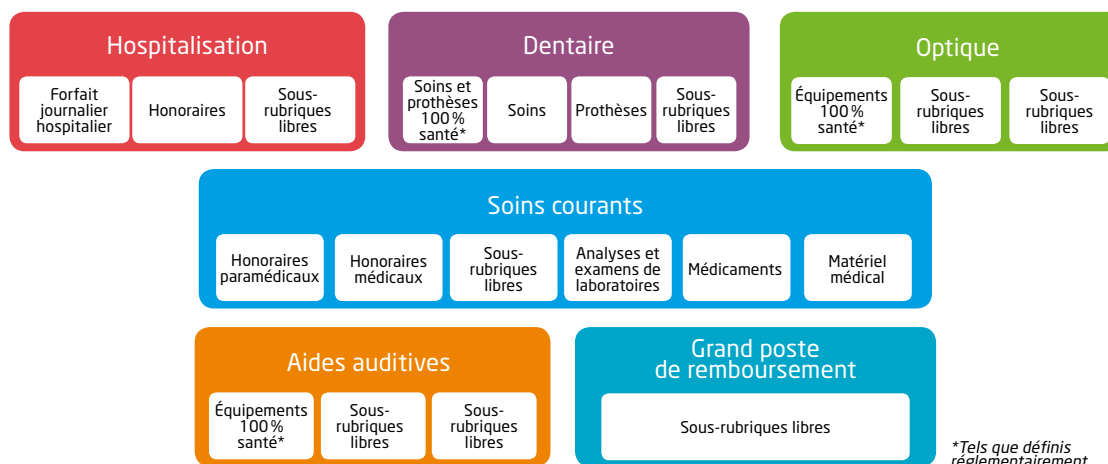 Hospitalisation
Forfait
journalier
hospitalier
Honoraires
Sous-
rubriques
libres
Dentaire
Soins et
prothèses
100 %
santé*
Soins
Prothèses
Sous-
rubriques
libres
Optique
Équipements
100 %
santé*
Sous-
rubriques
libres
Sous-
rubriques
libres
Soins courants
Honoraires
paramédicaux
Honoraires
médicaux
Sous-
rubriques
libres
Analyses et
examens de
laboratoires
Médicaments
Matériel
médical
Aides auditives
Équipements
100 %
santé*
Sous-
rubriques
libres
Sous-
rubriques
libres
Grand poste
de remboursement
Sous-rubriques libres
*Tels que définis
réglementairement